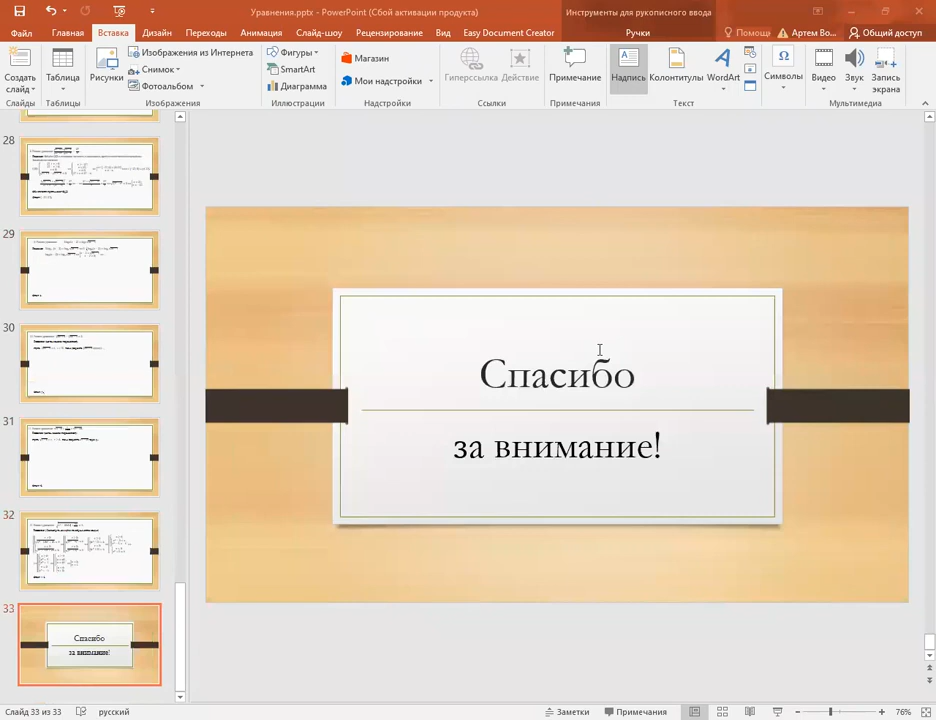 Уравнения.pptx - PowerPoint (Сбой активации продукта)
Инструменты для рукописного ввода
Файл Главная Вставка Дизайн Переходы Анимация Слайд-шоу Рецензирование Вид Easy Document Creator Ручки Помощи Артем Во... Общий доступ
Создать слайд
Таблица
Рисунки
Изображения из Интернета
Снимок
Фотоальбом
Фигуры
SmartArt
Диаграмма
Магазин
Мои надстройки
Гиперссылка
Действие
Примечание
Надпись
Колонтитулы
WordArt
Символы
Видео
Звук
Запись экрана
Слайды Таблицы Изображения Иллюстрации Надстройки Ссылки Примечания Текст Мультимедиа
28
29
30
31
32
33
Спасибо
за внимание!
Спасибо
за внимание!
Слайд 33 из 33 русский Заметки Примечания 76%